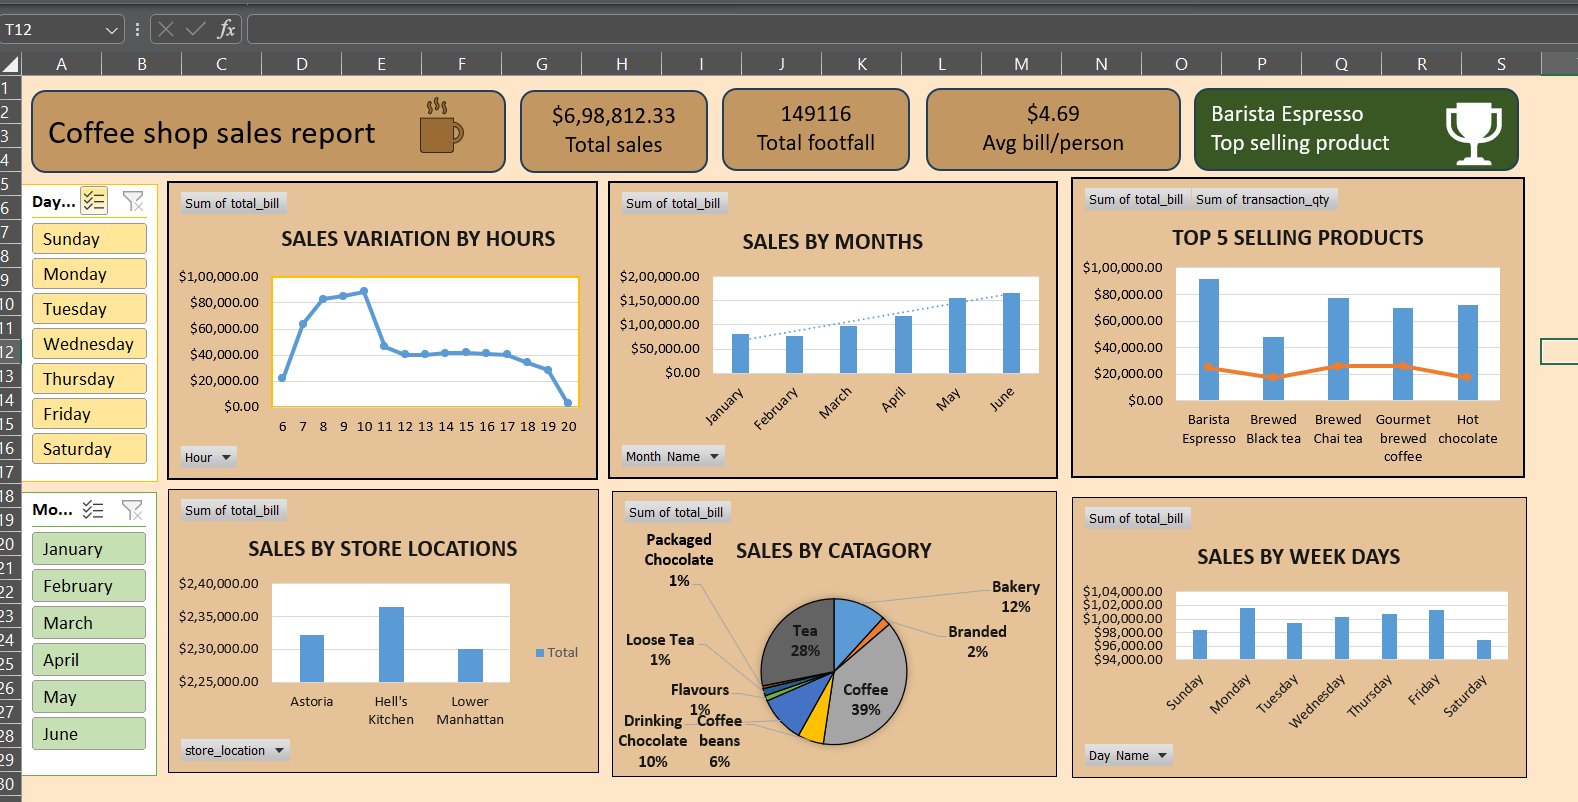 T12
fx
A B C D E F G H I J K L M N O P Q R S
1
2
3
4
5
6
7
8
9
10
11
12
13
14
15
16
17
18
19
20
21
22
23
24
25
26
27
28
29
30
Coffee shop sales report
$6,98,812.33
Total sales
149116
Total footfall
$4.69
Avg bill/person
Barista Espresso
Top selling product
Day...
Sunday
Monday
Tuesday
Wednesday
Thursday
Friday
Saturday
Sum of total_bill
SALES VARIATION BY HOURS
$1,00,000.00
$80,000.00
$60,000.00
$40,000.00
$20,000.00
$0.00
6 7 8 9 10 11 12 13 14 15 16 17 18 19 20
Hour
Sum of total_bill
SALES BY MONTHS
$2,00,000.00
$1,50,000.00
$1,00,000.00
$50,000.00
$0.00
January February March April May June
Month Name
Sum of total_bill Sum of transaction_qty
TOP 5 SELLING PRODUCTS
$1,00,000.00
$80,000.00
$60,000.00
$40,000.00
$20,000.00
$0.00
Barista Brewed Brewed Gourmet Hot
Espresso Black tea Chai tea brewed chocolate
coffee
Mo...
January
February
March
April
May
June
Sum of total_bill
SALES BY STORE LOCATIONS
$2,40,000.00
$2,35,000.00
$2,30,000.00
$2,25,000.00
Astoria Hell's Lower
Kitchen Manhattan
Total
store_location
Sum of total_bill
SALES BY CATAGORY
Packaged
Chocolate
1%
Bakery
12%
Branded
2%
Tea
28%
Loose Tea
1%
Flavours
1%
Coffee
39%
Drinking
Chocolate
10%
Coffee
beans
6%
Sum of total_bill
SALES BY WEEK DAYS
$1,04,000.00
$1,02,000.00
$1,00,000.00
$98,000.00
$96,000.00
$94,000.00
Sunday Monday Tuesday Wednesday Thursday Friday Saturday
Day Name